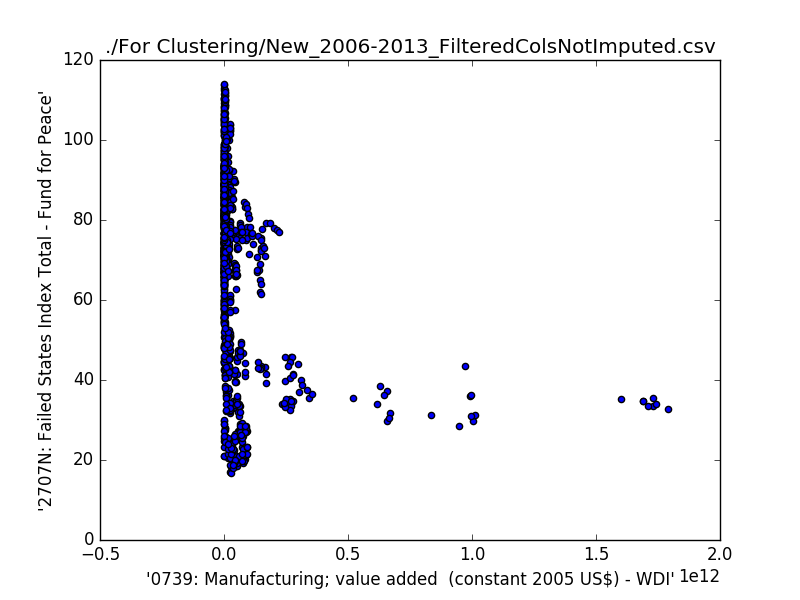 ./For Clustering/New_2006-2013_FilteredColsNotImputed.csv
120
100
80
60
40
20
0
'2707N: Failed States Index Total - Fund for Peace'
−0.5 0.0 0.5 1.0 1.5 2.0
1e12
'0739: Manufacturing; value added  (constant 2005 US$) - WDI'